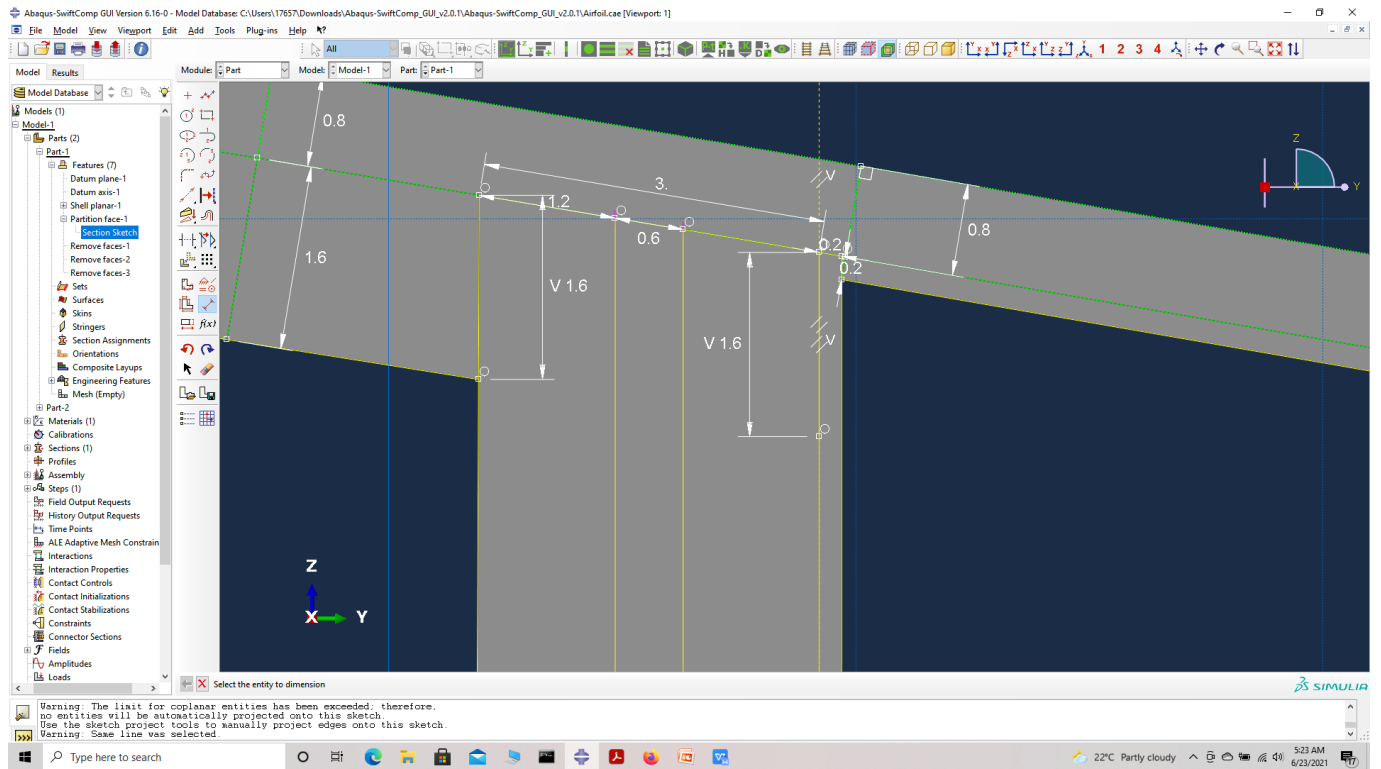 Abaqus-SwiftComp GUI Version 6.16-0 - Model Database: C:\Users\17657\Downloads\Abaqus-SwiftComp_GUI_v2.0.1\Abaqus-SwiftComp_GUI_v2.0.1\Airfoil.cae [Viewport: 1]
File Model View Viewport Edit Add Tools Plug-ins Help
All
1 2 3 4
Model Results
Module: Part Model: Model-1 Part: Part-1
Model Database
Models (1)
Model-1
Parts (2)
Part-1
Features (7)
Datum plane-1
Datum axis-1
Shell planar-1
Partition face-1
Section Sketch
Remove faces-1
Remove faces-2
Remove faces-3
Sets
Surfaces
Skins
Stringers
Section Assignments
Orientations
Composite Layups
Engineering Features
Mesh (Empty)
Part-2
Materials (1)
Calibrations
Sections (1)
Profiles
Assembly
Steps (1)
Field Output Requests
History Output Requests
Time Points
ALE Adaptive Mesh Constrain
Interactions
Interaction Properties
Contact Controls
Contact Initializations
Contact Stabilizations
Constraints
Connector Sections
Fields
Amplitudes
Loads
f(x)
0.8
3.
V
1.2
0.6
0.2
0.8
1.6
0.2
V 1.6
V 1.6
V
Z
Y
X
Z
X Y
Select the entity to dimension
SIMULIA
Warning: The limit for coplanar entities has been exceeded; therefore,
no entities will be automatically projected onto this sketch.
Use the sketch project tools to manually project edges onto this sketch.
Warning: Same line was selected.
Type here to search
22°C Partly cloudy
5:23 AM
6/23/2021
17